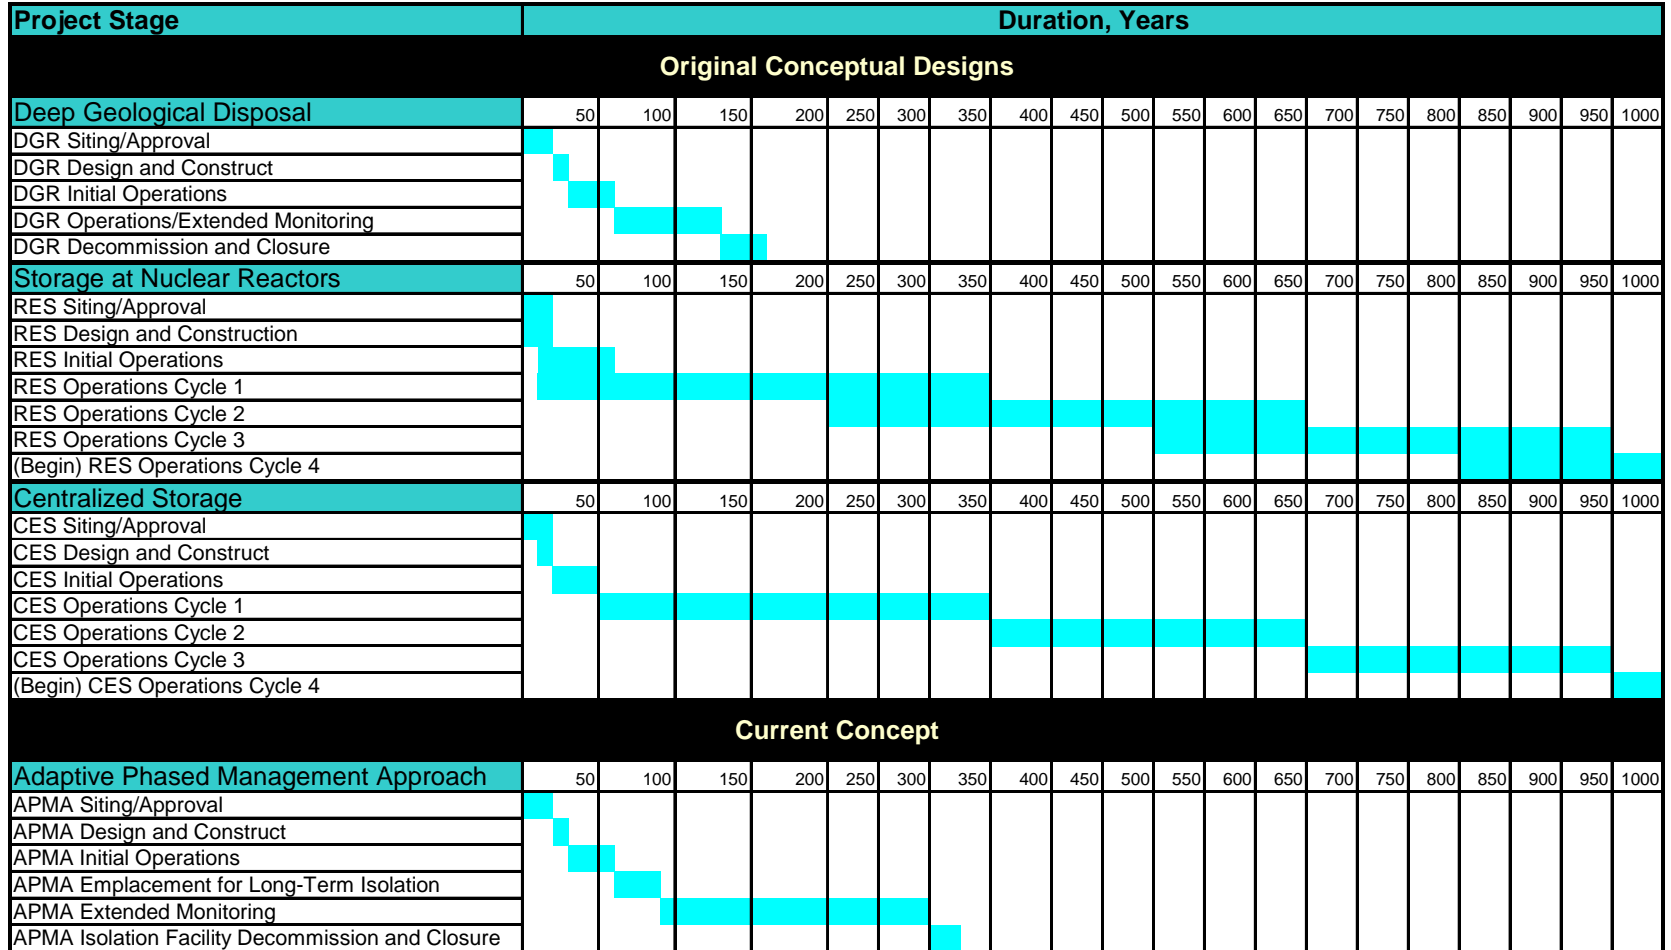 Project Stage Duration, Years
Original Conceptual Designs
Deep Geological Disposal 50 100 150 200 250 300 350 400 450 500 550 600 650 700 750 800 850 900 950 1000
DGR Siting/Approval
DGR Design and Construct
DGR Initial Operations
DGR Operations/Extended Monitoring
DGR Decommission and Closure
Storage at Nuclear Reactors 50 100 150 200 250 300 350 400 450 500 550 600 650 700 750 800 850 900 950 1000
RES Siting/Approval
RES Design and Construction
RES Initial Operations
RES Operations Cycle 1
RES Operations Cycle 2
RES Operations Cycle 3
(Begin) RES Operations Cycle 4
Centralized Storage 50 100 150 200 250 300 350 400 450 500 550 600 650 700 750 800 850 900 950 1000
CES Siting/Approval
CES Design and Construct
CES Initial Operations
CES Operations Cycle 1
CES Operations Cycle 2
CES Operations Cycle 3
(Begin) CES Operations Cycle 4
Current Concept
Adaptive Phased Management Approach 50 100 150 200 250 300 350 400 450 500 550 600 650 700 750 800 850 900 950 1000
APMA Siting/Approval
APMA Design and Construct
APMA Initial Operations
APMA Emplacement for Long-Term Isolation
APMA Extended Monitoring
APMA Isolation Facility Decommission and Closure